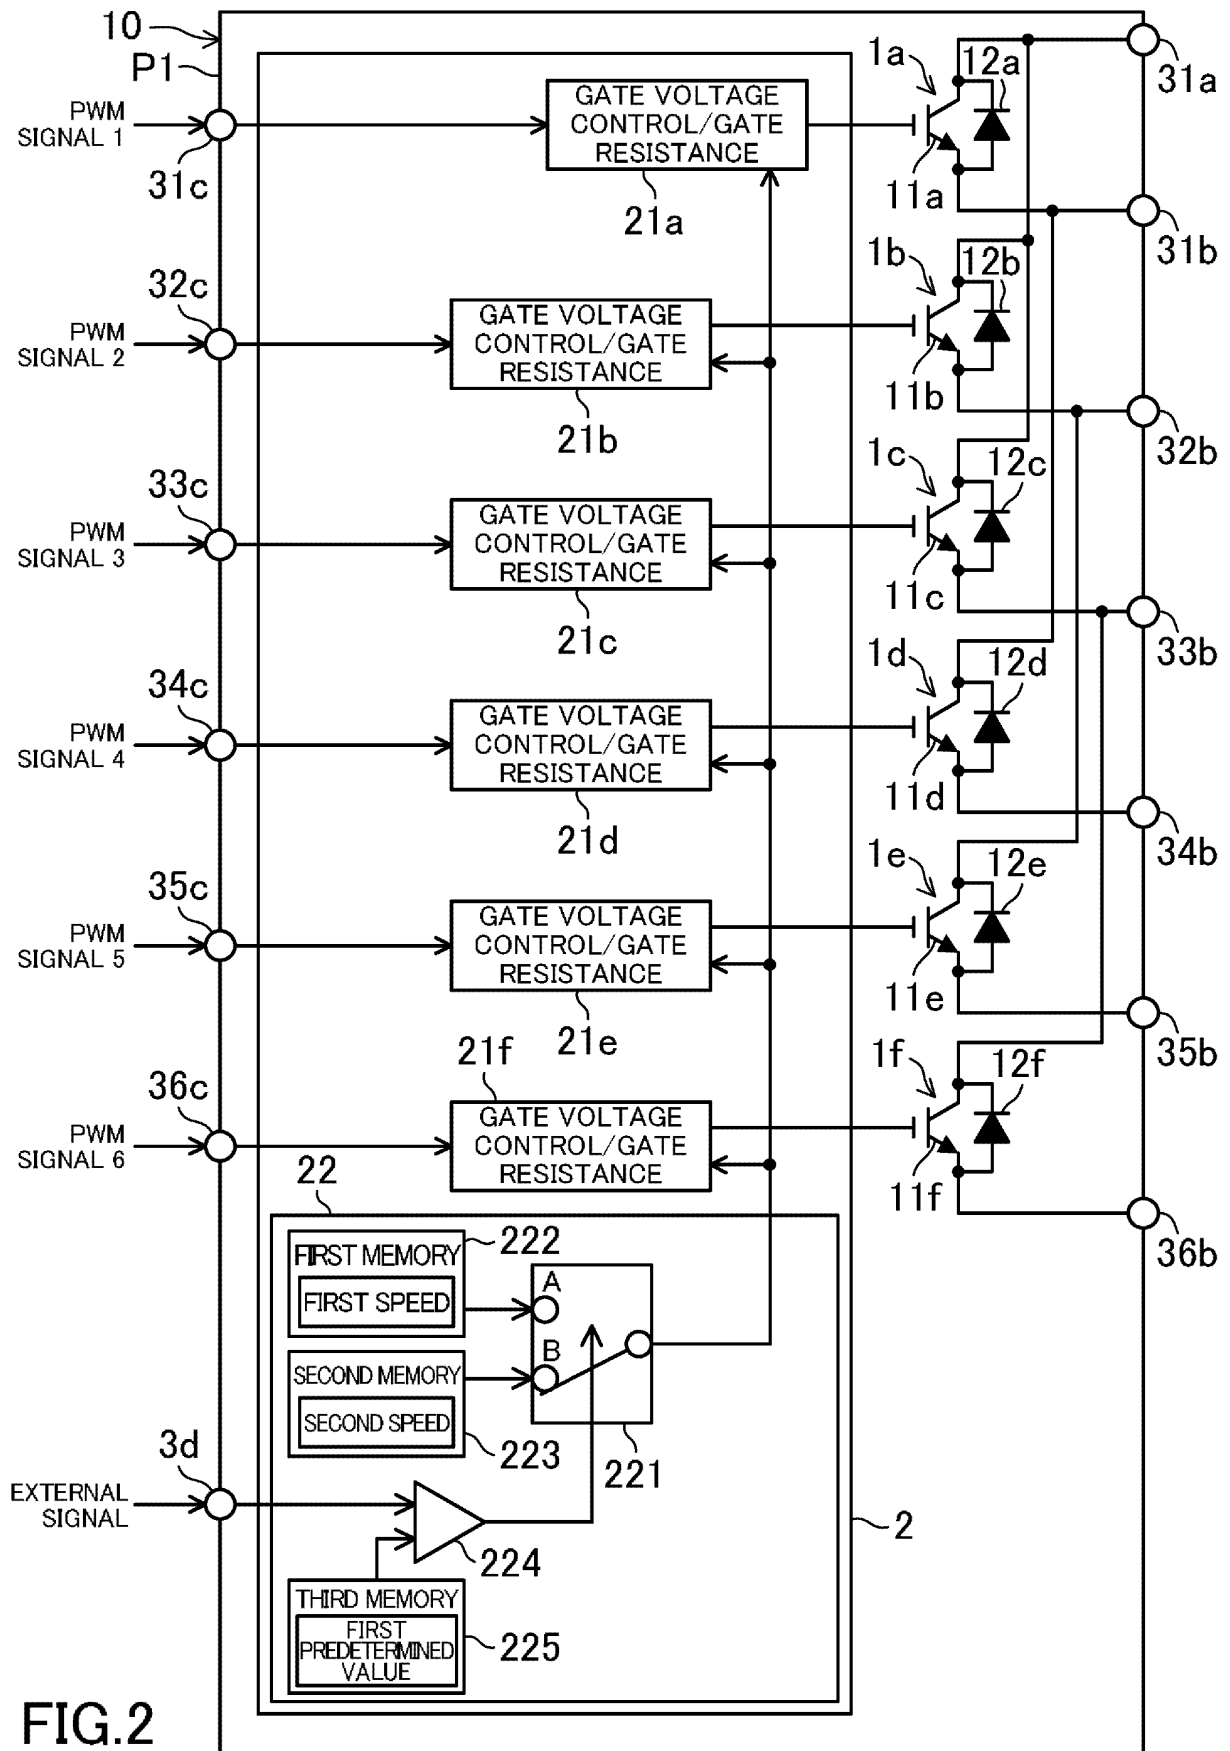 10
P1
PWM
SIGNAL 1
31c
GATE VOLTAGE
CONTROL/GATE
RESISTANCE
21a
1a
12a
11a
31a
31b
32c
PWM
SIGNAL 2
GATE VOLTAGE
CONTROL/GATE
RESISTANCE
21b
1b
12b
11b
32b
33c
PWM
SIGNAL 3
GATE VOLTAGE
CONTROL/GATE
RESISTANCE
21c
1c
12c
11c
33b
34c
PWM
SIGNAL 4
GATE VOLTAGE
CONTROL/GATE
RESISTANCE
21d
1d
12d
11d
34b
35c
PWM
SIGNAL 5
GATE VOLTAGE
CONTROL/GATE
RESISTANCE
21e
1e
12e
11e
35b
36c
PWM
SIGNAL 6
21f
GATE VOLTAGE
CONTROL/GATE
RESISTANCE
1f
12f
11f
36b
22
FIRST MEMORY
FIRST SPEED
222
A
B
SECOND MEMORY
SECOND SPEED
223
221
3d
EXTERNAL
SIGNAL
224
2
THIRD MEMORY
FIRST
PREDETERMINED
VALUE
225
FIG.2